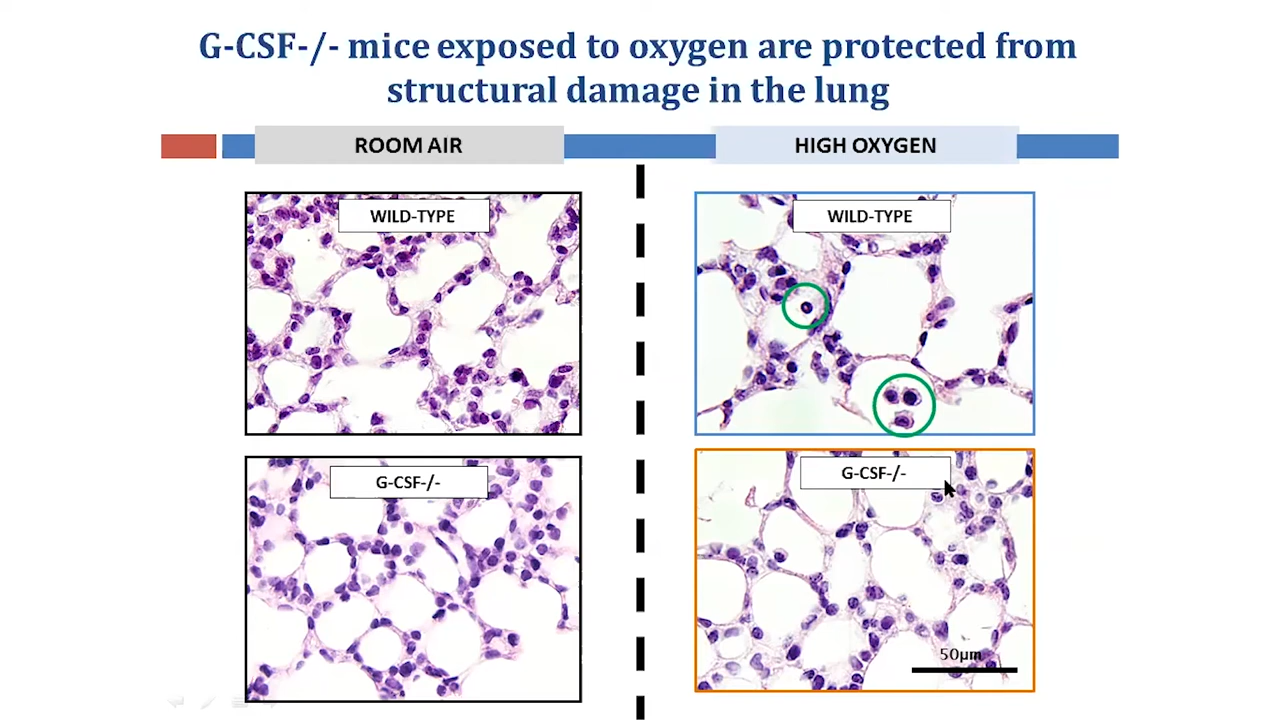 G-CSF-/- mice exposed to oxygen are protected from
structural damage in the lung
ROOM AIR
HIGH OXYGEN
WILD-TYPE
WILD-TYPE
G-CSF-/-
G-CSF-/-
50µm